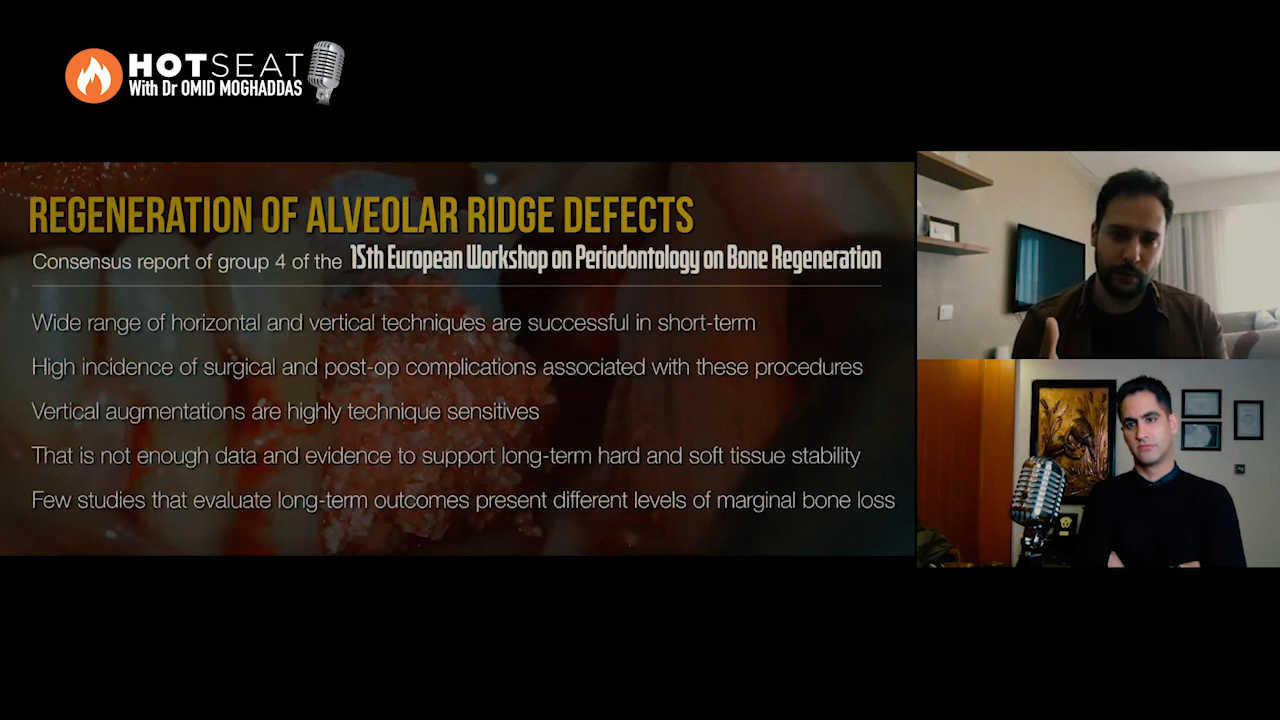 HOTSEAT
With Dr OMID MOGHADDAS
REGENERATION OF ALVEOLAR RIDGE DEFECTS
Consensus report of group 4 of the 15th European Workshop on Periodontology on Bone Regeneration
Wide range of horizontal and vertical techniques are successful in short-term
High incidence of surgical and post-op complications associated with these procedures
Vertical augmentations are highly technique sensitives
That is not enough data and evidence to support long-term hard and soft tissue stability
Few studies that evaluate long-term outcomes present different levels of marginal bone loss